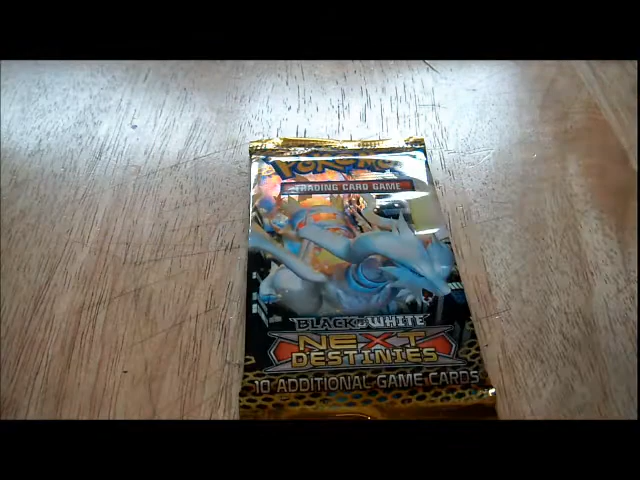 POKéMON
TRADING CARD GAME
BLACK & WHITE
NEXT
DESTINIES
10 ADDITIONAL GAME CARDS